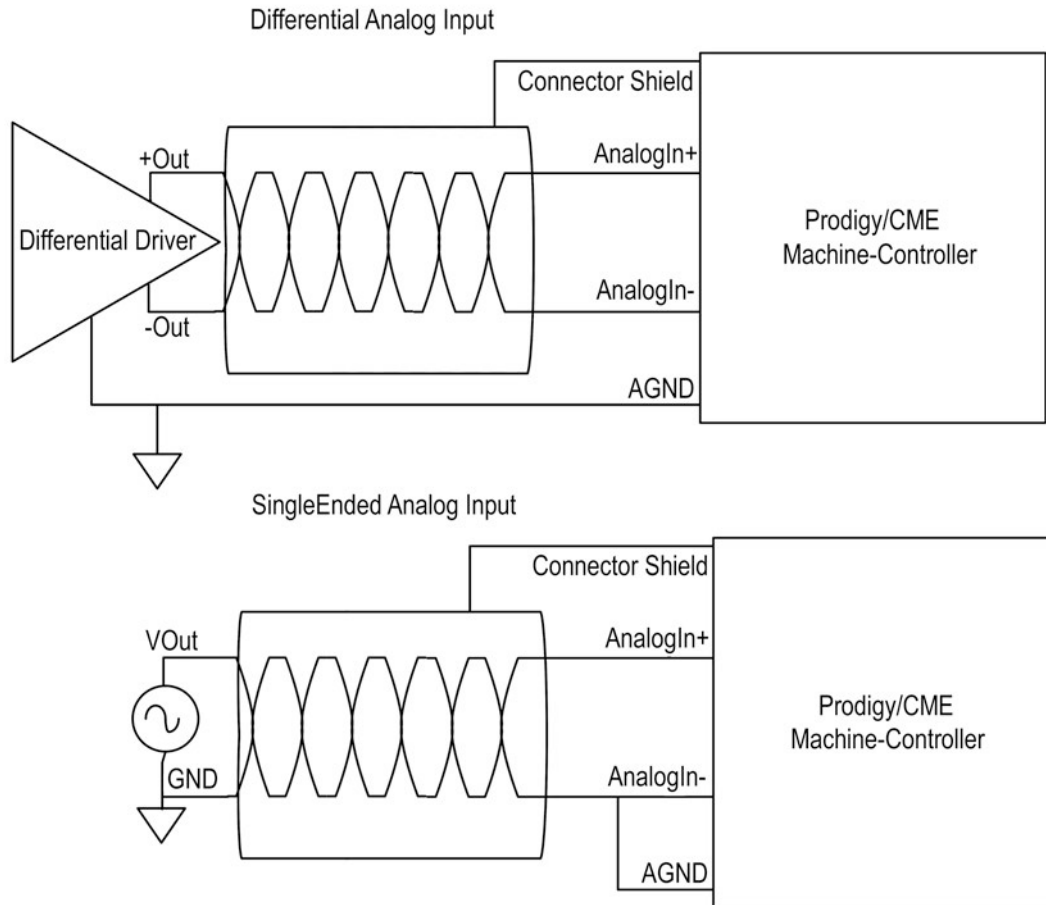 Differential Analog Input
Connector Shield
+Out
AnalogIn+
Differential Driver
Prodigy/CME
Machine-Controller
AnalogIn-
-Out
AGND
SingleEnded Analog Input
Connector Shield
VOut
AnalogIn+
Prodigy/CME
Machine-Controller
GND
AnalogIn-
AGND